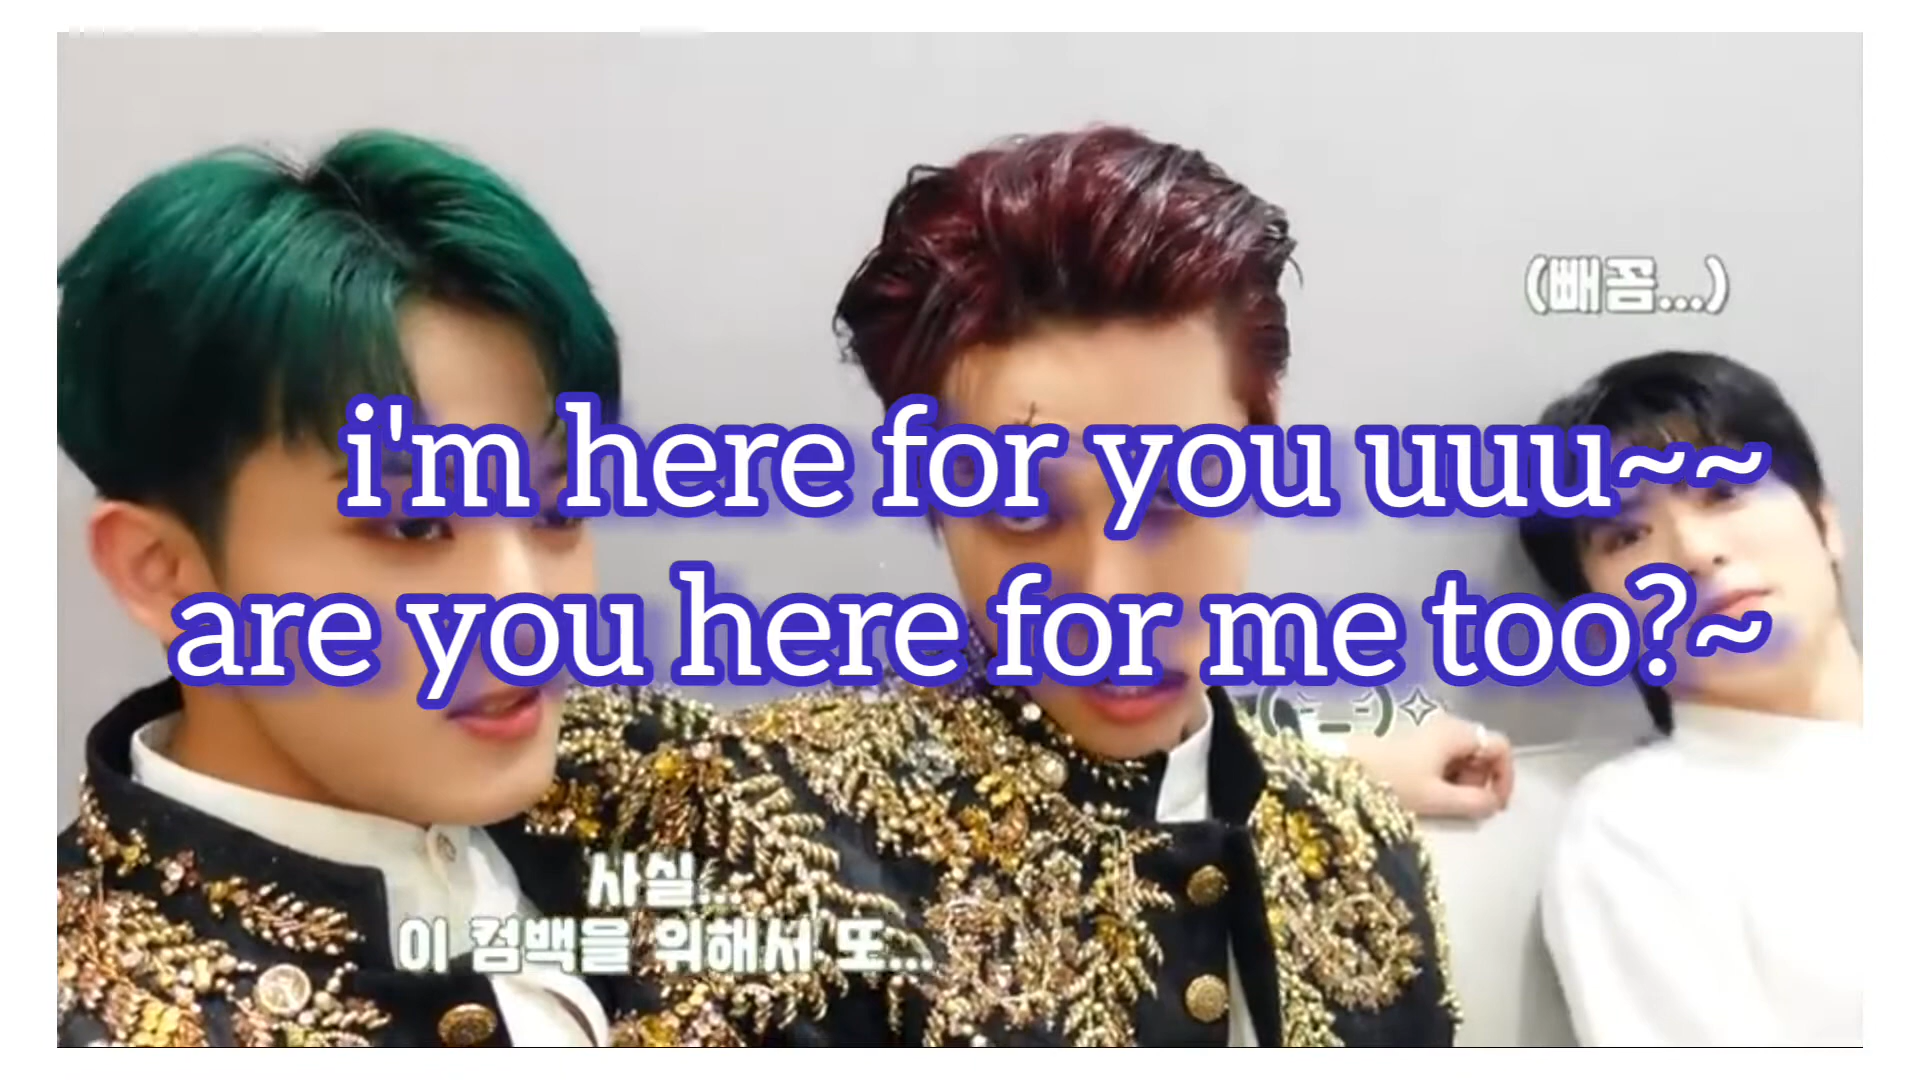 (빼꼼...)
i'm here for you uuu~~
are you here for me too?~
사실...
이 컴백을 위해서 또...